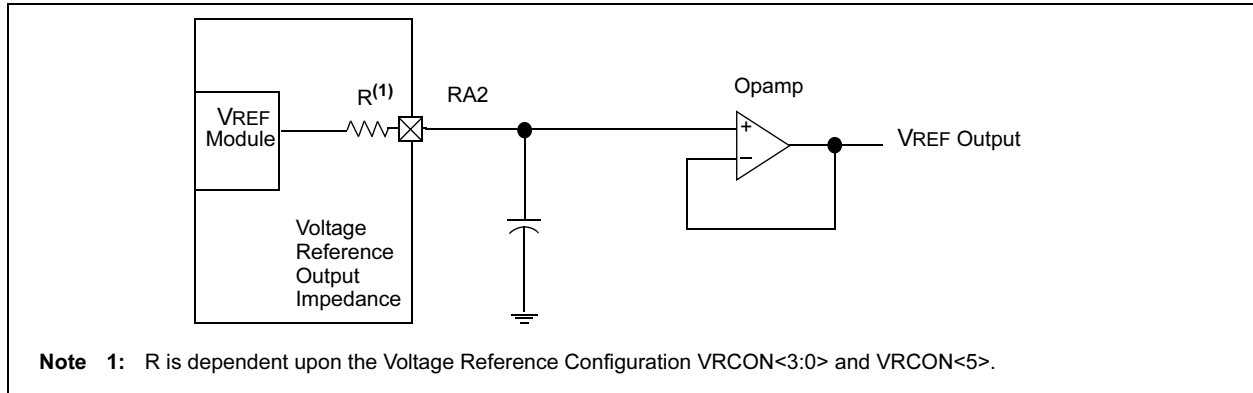 R(1)
RA2
Opamp
VREF
Module
+
−
VREF Output
Voltage
Reference
Output
Impedance
Note 1: R is dependent upon the Voltage Reference Configuration VRCON<3:0> and VRCON<5>.